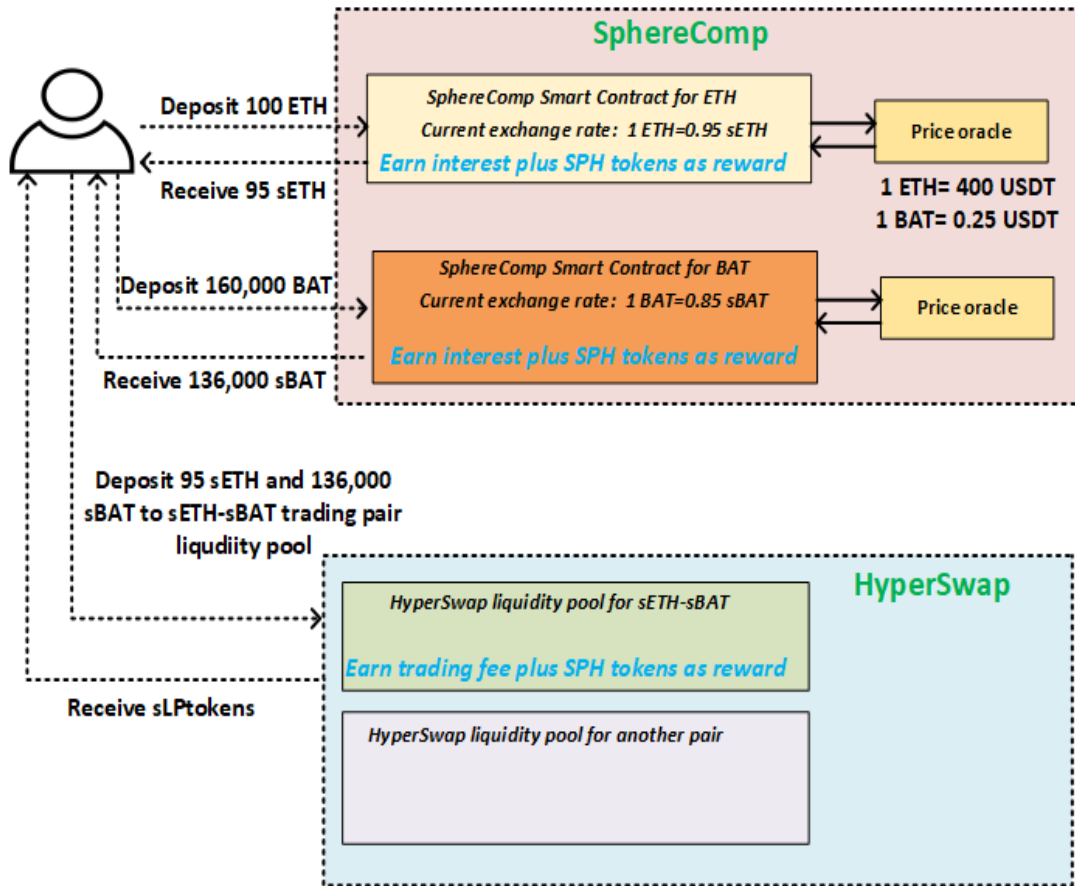 SphereComp
Deposit 100 ETH
SphereComp Smart Contract for ETH
Current exchange rate: 1 ETH=0.95 sETH
Earn interest plus SPH tokens as reward
Price oracle
Receive 95 sETH
1 ETH= 400 USDT
1 BAT= 0.25 USDT
Deposit 160,000 BAT
SphereComp Smart Contract for BAT
Current exchange rate: 1 BAT=0.85 sBAT
Earn interest plus SPH tokens as reward
Price oracle
Receive 136,000 sBAT
Deposit 95 sETH and 136,000
sBAT to sETH-sBAT trading pair
liqudiity pool
HyperSwap
HyperSwap liquidity pool for sETH-sBAT
Earn trading fee plus SPH tokens as reward
Receive sLPtokens
HyperSwap liquidity pool for another pair